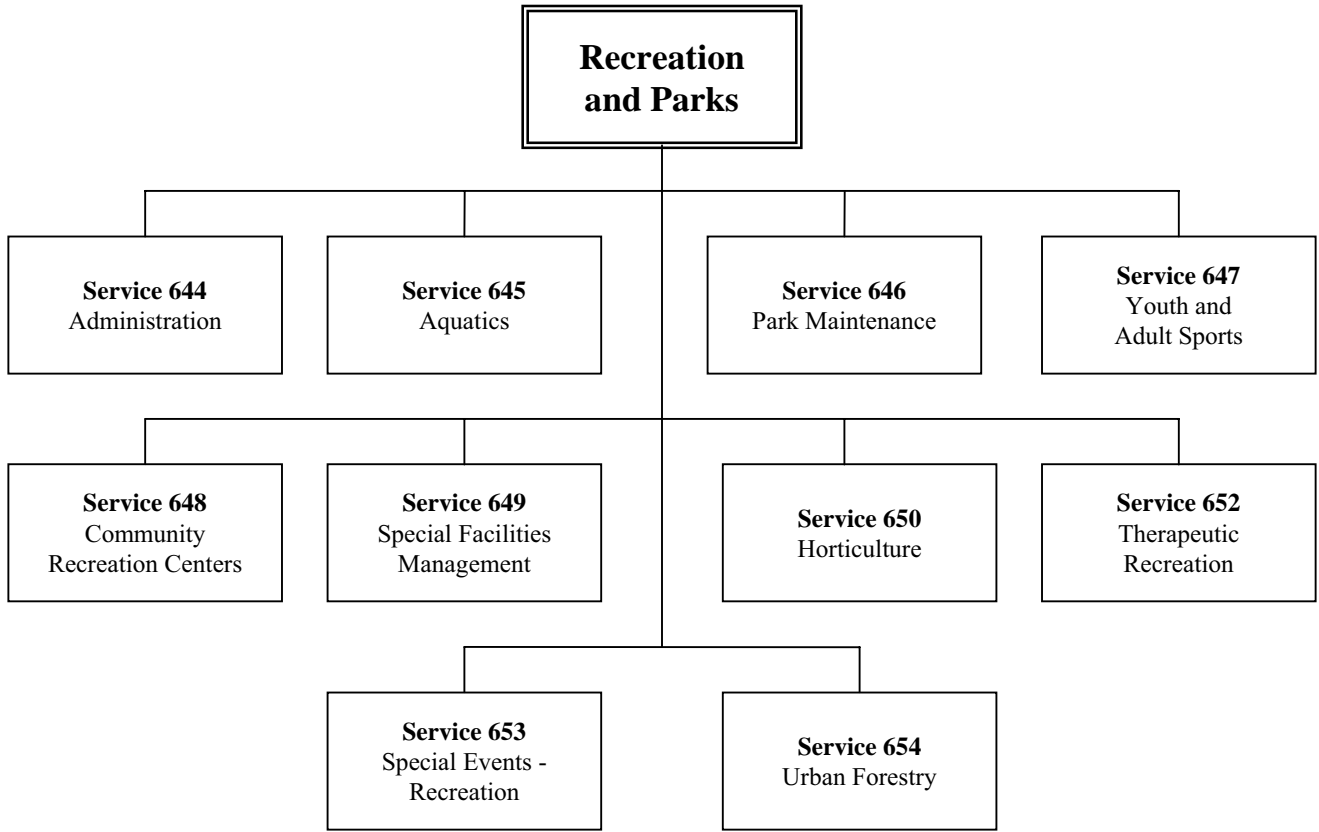 Recreation
and Parks
Service 644
Administration
Service 645
Aquatics
Service 646
Park Maintenance
Service 647
Youth and
Adult Sports
Service 648
Community
Recreation Centers
Service 649
Special Facilities
Management
Service 650
Horticulture
Service 652
Therapeutic
Recreation
Service 653
Special Events -
Recreation
Service 654
Urban Forestry